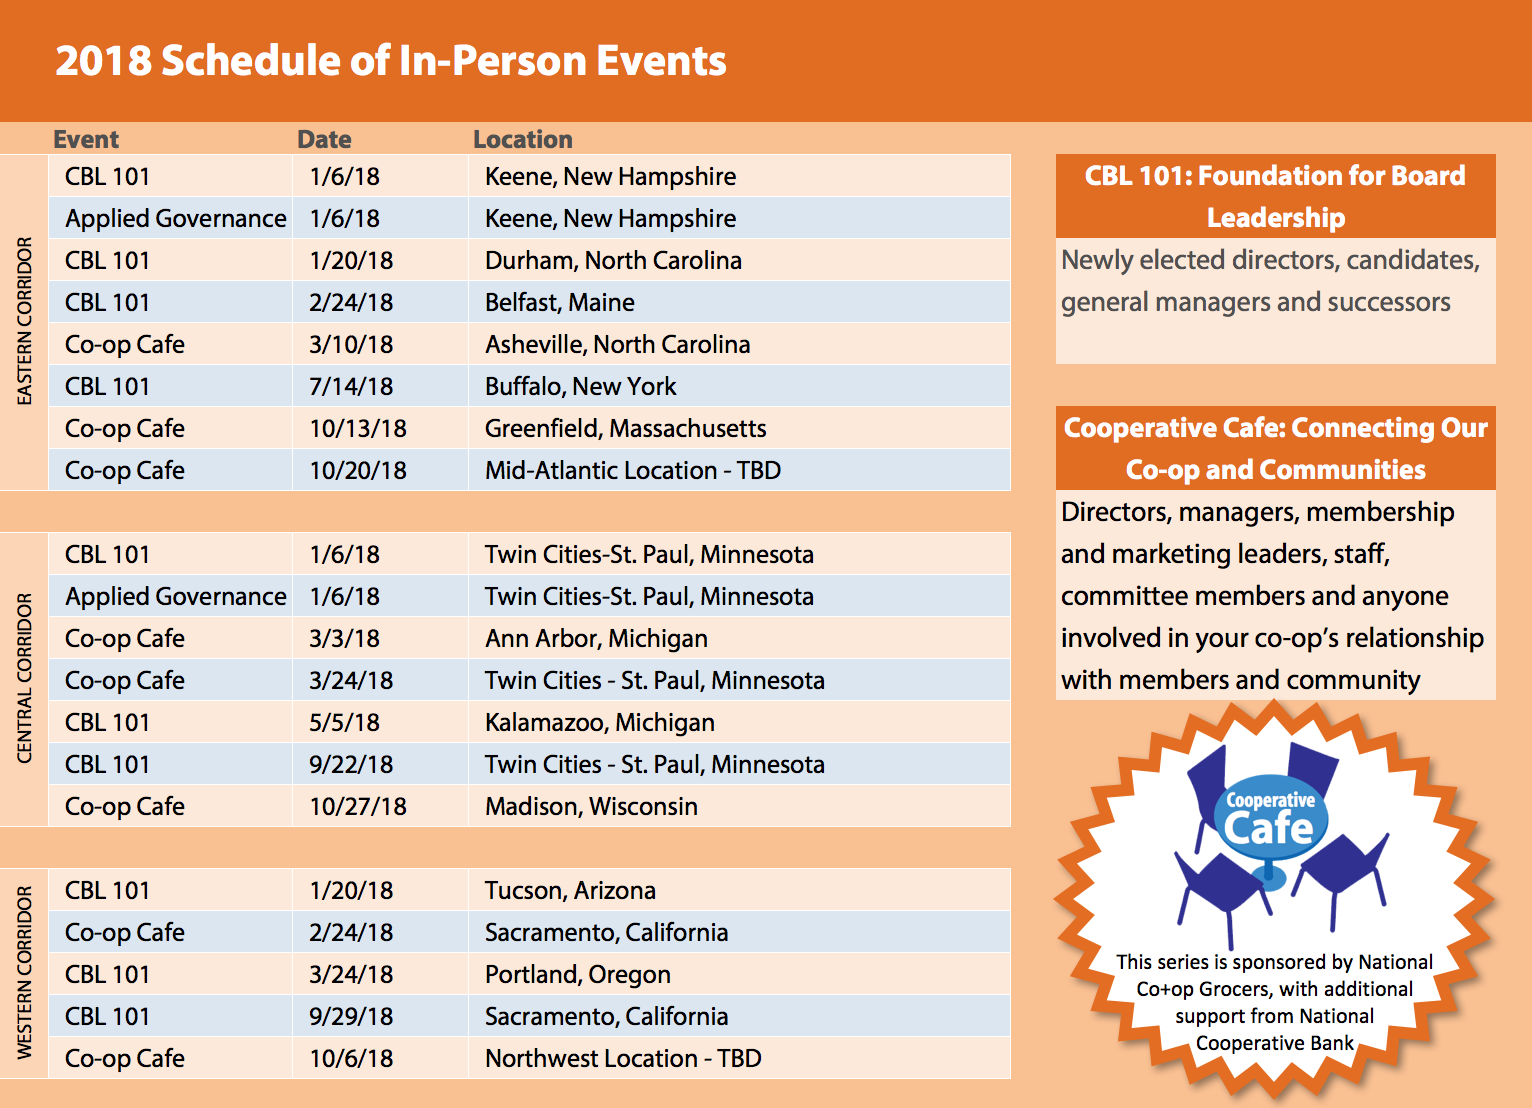 2018 Schedule of In-Person Events
Event Date Location
EASTERN CORRIDOR
CBL 101 1/6/18 Keene, New Hampshire
Applied Governance 1/6/18 Keene, New Hampshire
CBL 101 1/20/18 Durham, North Carolina
CBL 101 2/24/18 Belfast, Maine
Co-op Cafe 3/10/18 Asheville, North Carolina
CBL 101 7/14/18 Buffalo, New York
Co-op Cafe 10/13/18 Greenfield, Massachusetts
Co-op Cafe 10/20/18 Mid-Atlantic Location - TBD
CENTRAL CORRIDOR
CBL 101 1/6/18 Twin Cities-St. Paul, Minnesota
Applied Governance 1/6/18 Twin Cities-St. Paul, Minnesota
Co-op Cafe 3/3/18 Ann Arbor, Michigan
Co-op Cafe 3/24/18 Twin Cities - St. Paul, Minnesota
CBL 101 5/5/18 Kalamazoo, Michigan
CBL 101 9/22/18 Twin Cities - St. Paul, Minnesota
Co-op Cafe 10/27/18 Madison, Wisconsin
WESTERN CORRIDOR
CBL 101 1/20/18 Tucson, Arizona
Co-op Cafe 2/24/18 Sacramento, California
CBL 101 3/24/18 Portland, Oregon
CBL 101 9/29/18 Sacramento, California
Co-op Cafe 10/6/18 Northwest Location - TBD
CBL 101: Foundation for Board
Leadership
Newly elected directors, candidates,
general managers and successors
Cooperative Cafe: Connecting Our
Co-op and Communities
Directors, managers, membership
and marketing leaders, staff,
committee members and anyone
involved in your co-op's relationship
with members and community
Cooperative
Cafe
This series is sponsored by National
Co+op Grocers, with additional
support from National
Cooperative Bank